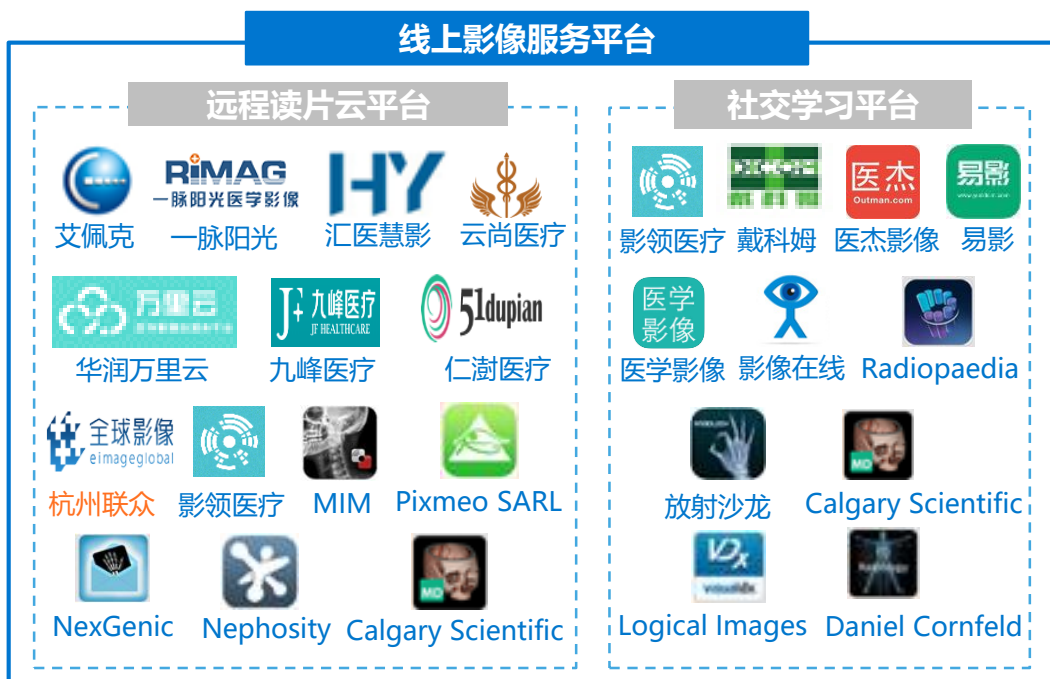 线上影像服务平台
远程读片云平台
RIMAG
一脉阳光医学影像
HY
艾佩克 一脉阳光 汇医慧影 云尚医疗
万里云
J+ 九峰医疗
JF HEALTHCARE
51dupian
华润万里云 九峰医疗 仁澍医疗
全球影像
eimageglobal
杭州联众 影领医疗 MIM Pixmeo SARL
MD
NexGenic Nephosity Calgary Scientific
社交学习平台
医杰
Outman.com
易影
影领医疗 戴科姆 医杰影像 易影
医学
影像
医学影像 影像在线 Radiopaedia
MD
放射沙龙 Calgary Scientific
VDx
Logical Images Daniel Cornfeld